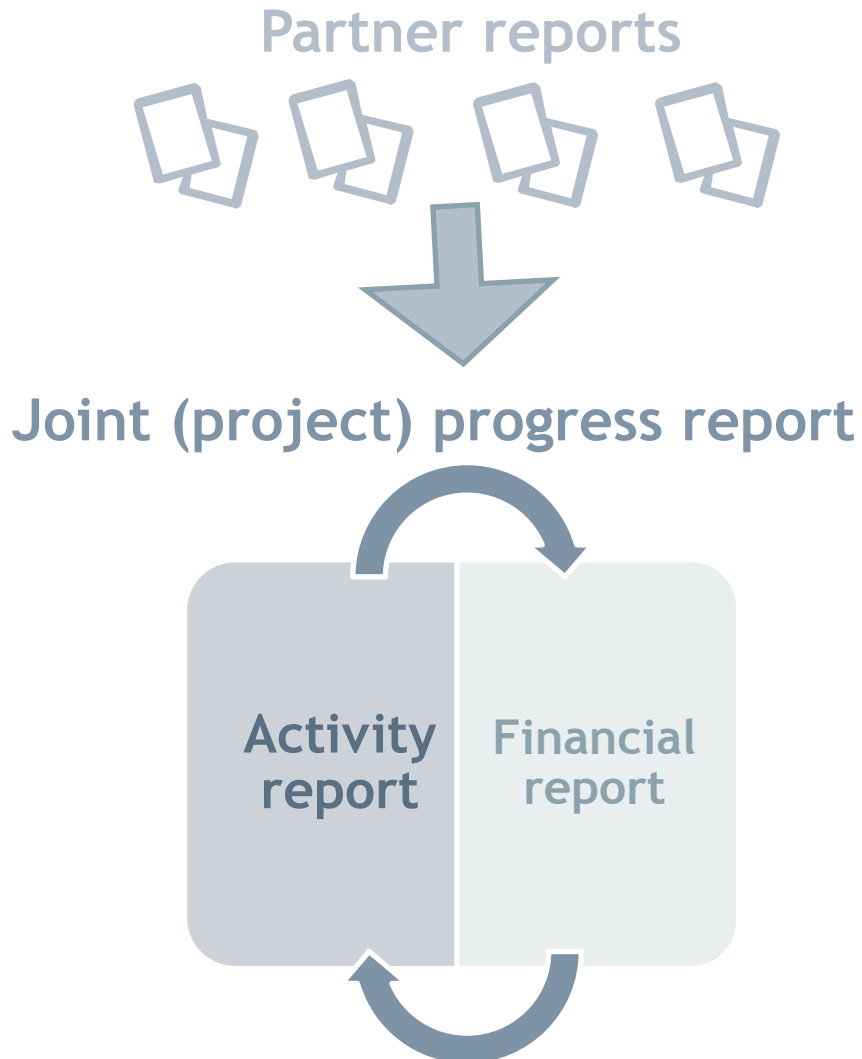 Partner reports
Joint (project) progress report
Activity
report
Financial
report